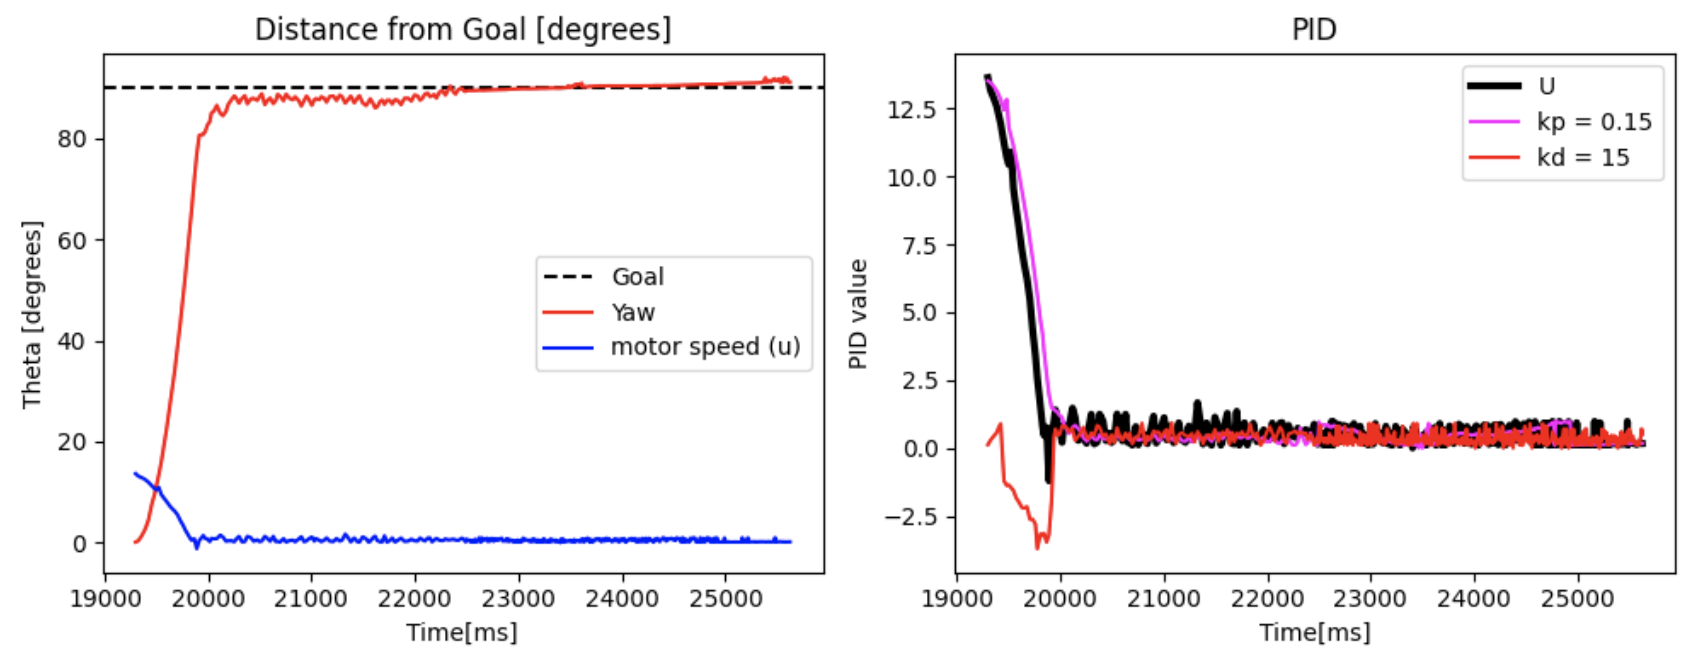 Distance from Goal [degrees]
Theta [degrees]
80
60
40
20
0
Goal
Yaw
motor speed (u)
19000 20000 21000 22000 23000 24000 25000
Time[ms]
PID
PID value
12.5
10.0
7.5
5.0
2.5
0.0
−2.5
U
kp = 0.15
kd = 15
19000 20000 21000 22000 23000 24000 25000
Time[ms]